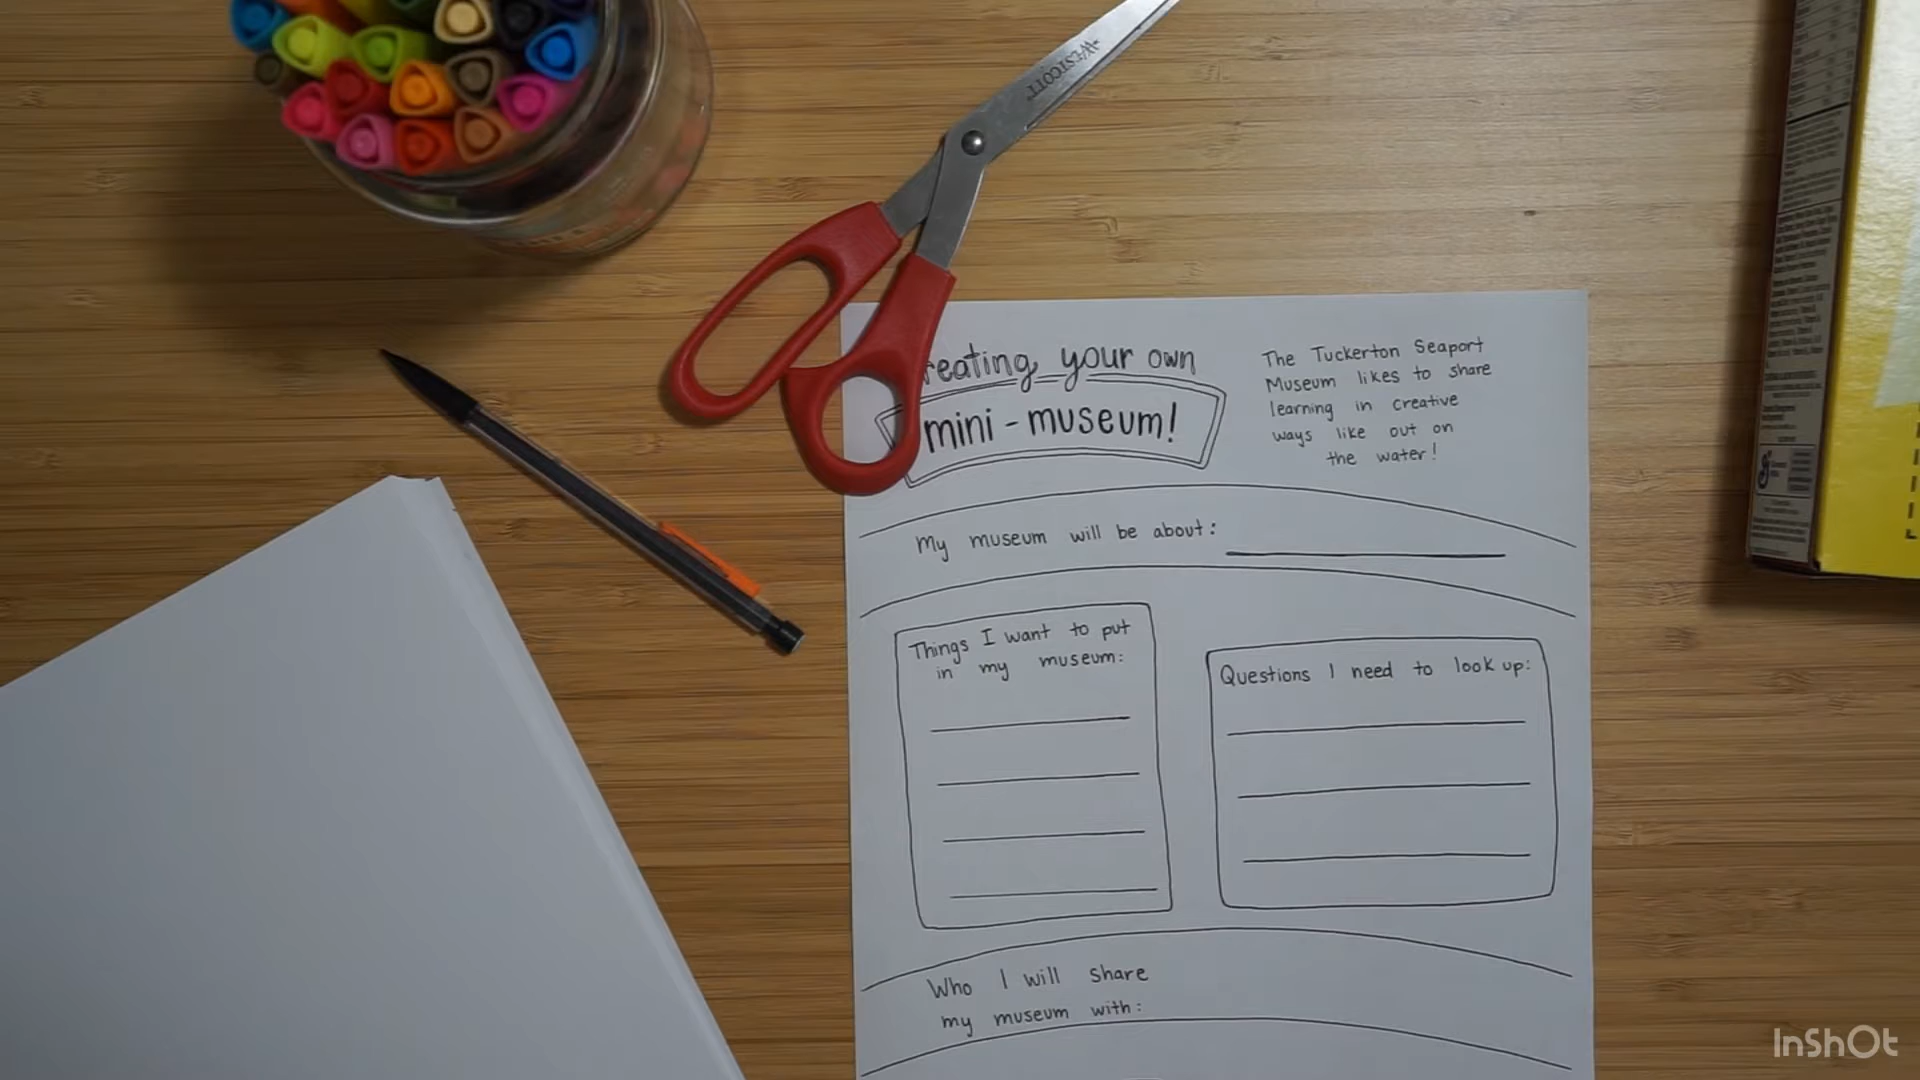 WESTCOTT
reating your own
mini - museum!
The Tuckerton Seaport
Museum likes to share
learning in creative
ways like out on
the water!
My museum will be about:
Things I want to put
in my museum:
Questions I need to look up:
Who I will share
my museum with:
InShOt